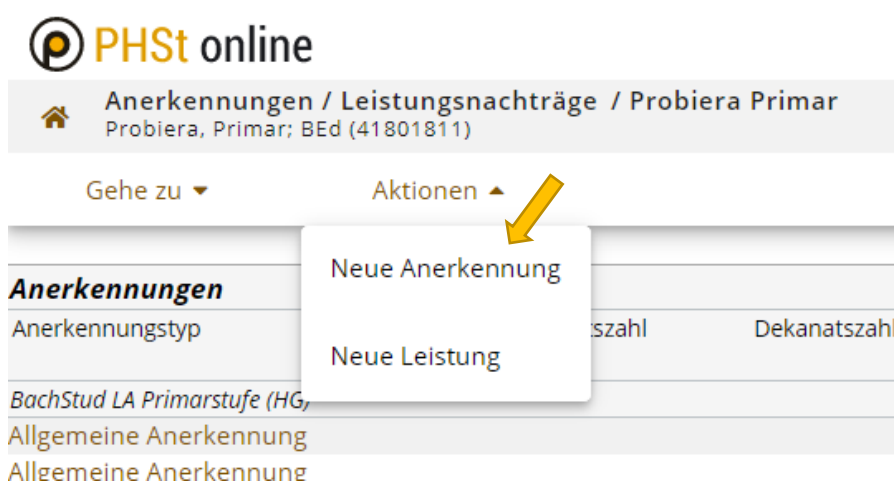 PHSt online
Anerkennungen / Leistungsnachträge / Probiera Primar
Probiera, Primar; BEd (41801811)
Gehe zu Aktionen
Neue Anerkennung
Anerkennungen
Anerkennungstyp szahl Dekanatszahl
Neue Leistung
BachStud LA Primarstufe (HG)
Allgemeine Anerkennung
Allgemeine Anerkennung